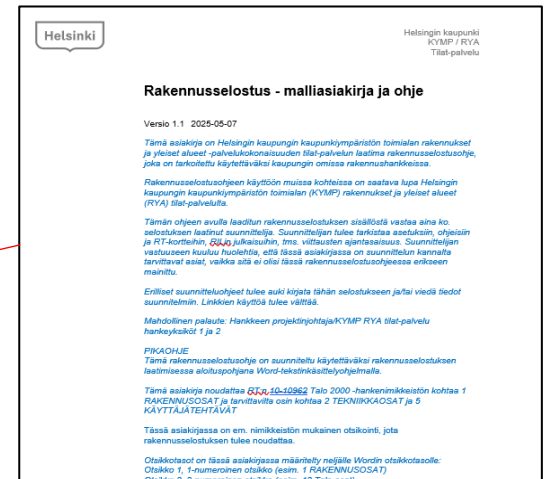 Helsinki
Helsingin kaupunki
KYMP / RYA
Tilat-palvelu
Rakennusselostus - malliasiakirja ja ohje
Versio 1.1 2025-05-07
Tämä asiakirja on Helsingin kaupungin kaupunkiympäristön toimialan rakennukset
ja yleiset alueet -palvelukokonaisuuden tilat-palvelun laatima rakennusselostusohje,
joka on tarkoitettu käytettäväksi kaupungin omissa rakennushankkeissa.
Rakennusselostusohjeen käyttöön muissa kohteissa on saatava lupa Helsingin
kaupungin kaupunkiympäristön toimialan (KYMP) rakennukset ja yleiset alueet
(RYA) tilat-palvelulta.
Tämän ohjeen avulla laaditun rakennusselostuksen sisällöstä vastaa aina ko.
selostuksen laatinut suunnittelija. Suunnittelijan tulee tarkistaa asetuksiin, ohjeisiin
ja RT-kortteihin, RIL:in julkaisuihin, tms. viittausten ajantasaisuus. Suunnittelijan
vastuuseen kuuluu huolehtia, että tässä asiakirjassa on suunnittelun kannalta
tarvittavat asiat, vaikka sitä ei olisi tässä rakennusselostusohjeessa erikseen
mainittu.
Erilliset suunnitteluohjeet tulee auki kirjata tähän selostukseen ja/tai viedä tiedot
suunnitelmiin. Linkkien käyttöä tulee välttää.
Mahdollinen palaute: Hankkeen projektinjohtaja/KYMP RYA tilat-palvelu
hankeyksiköt 1 ja 2
PIKAOHJE
Tämä rakennusselostusohje on suunniteltu käytettäväksi rakennusselostuksen
laatimisessa aloituspohjana Word-tekstinkäsittelyohjelmalla.
Tämä asiakirja noudattaa RT:n 10-10962 Talo 2000 -hankenimikkeistön kohtaa 1
RAKENNUSOSAT ja tarvittavilta osin kohtaa 2 TEKNIIKKAOSAT ja 5
KÄYTTÄJÄTEHTÄVÄT
Tässä asiakirjassa on em. nimikkeistön mukainen otsikointi, jota
rakennusselostuksen tulee noudattaa.
Otsikkotasot on tässä asiakirjassa määritelty neljälle Wordin otsikkotasolle:
Otsikko 1, 1-numeroinen otsikko (esim. 1 RAKENNUSOSAT)